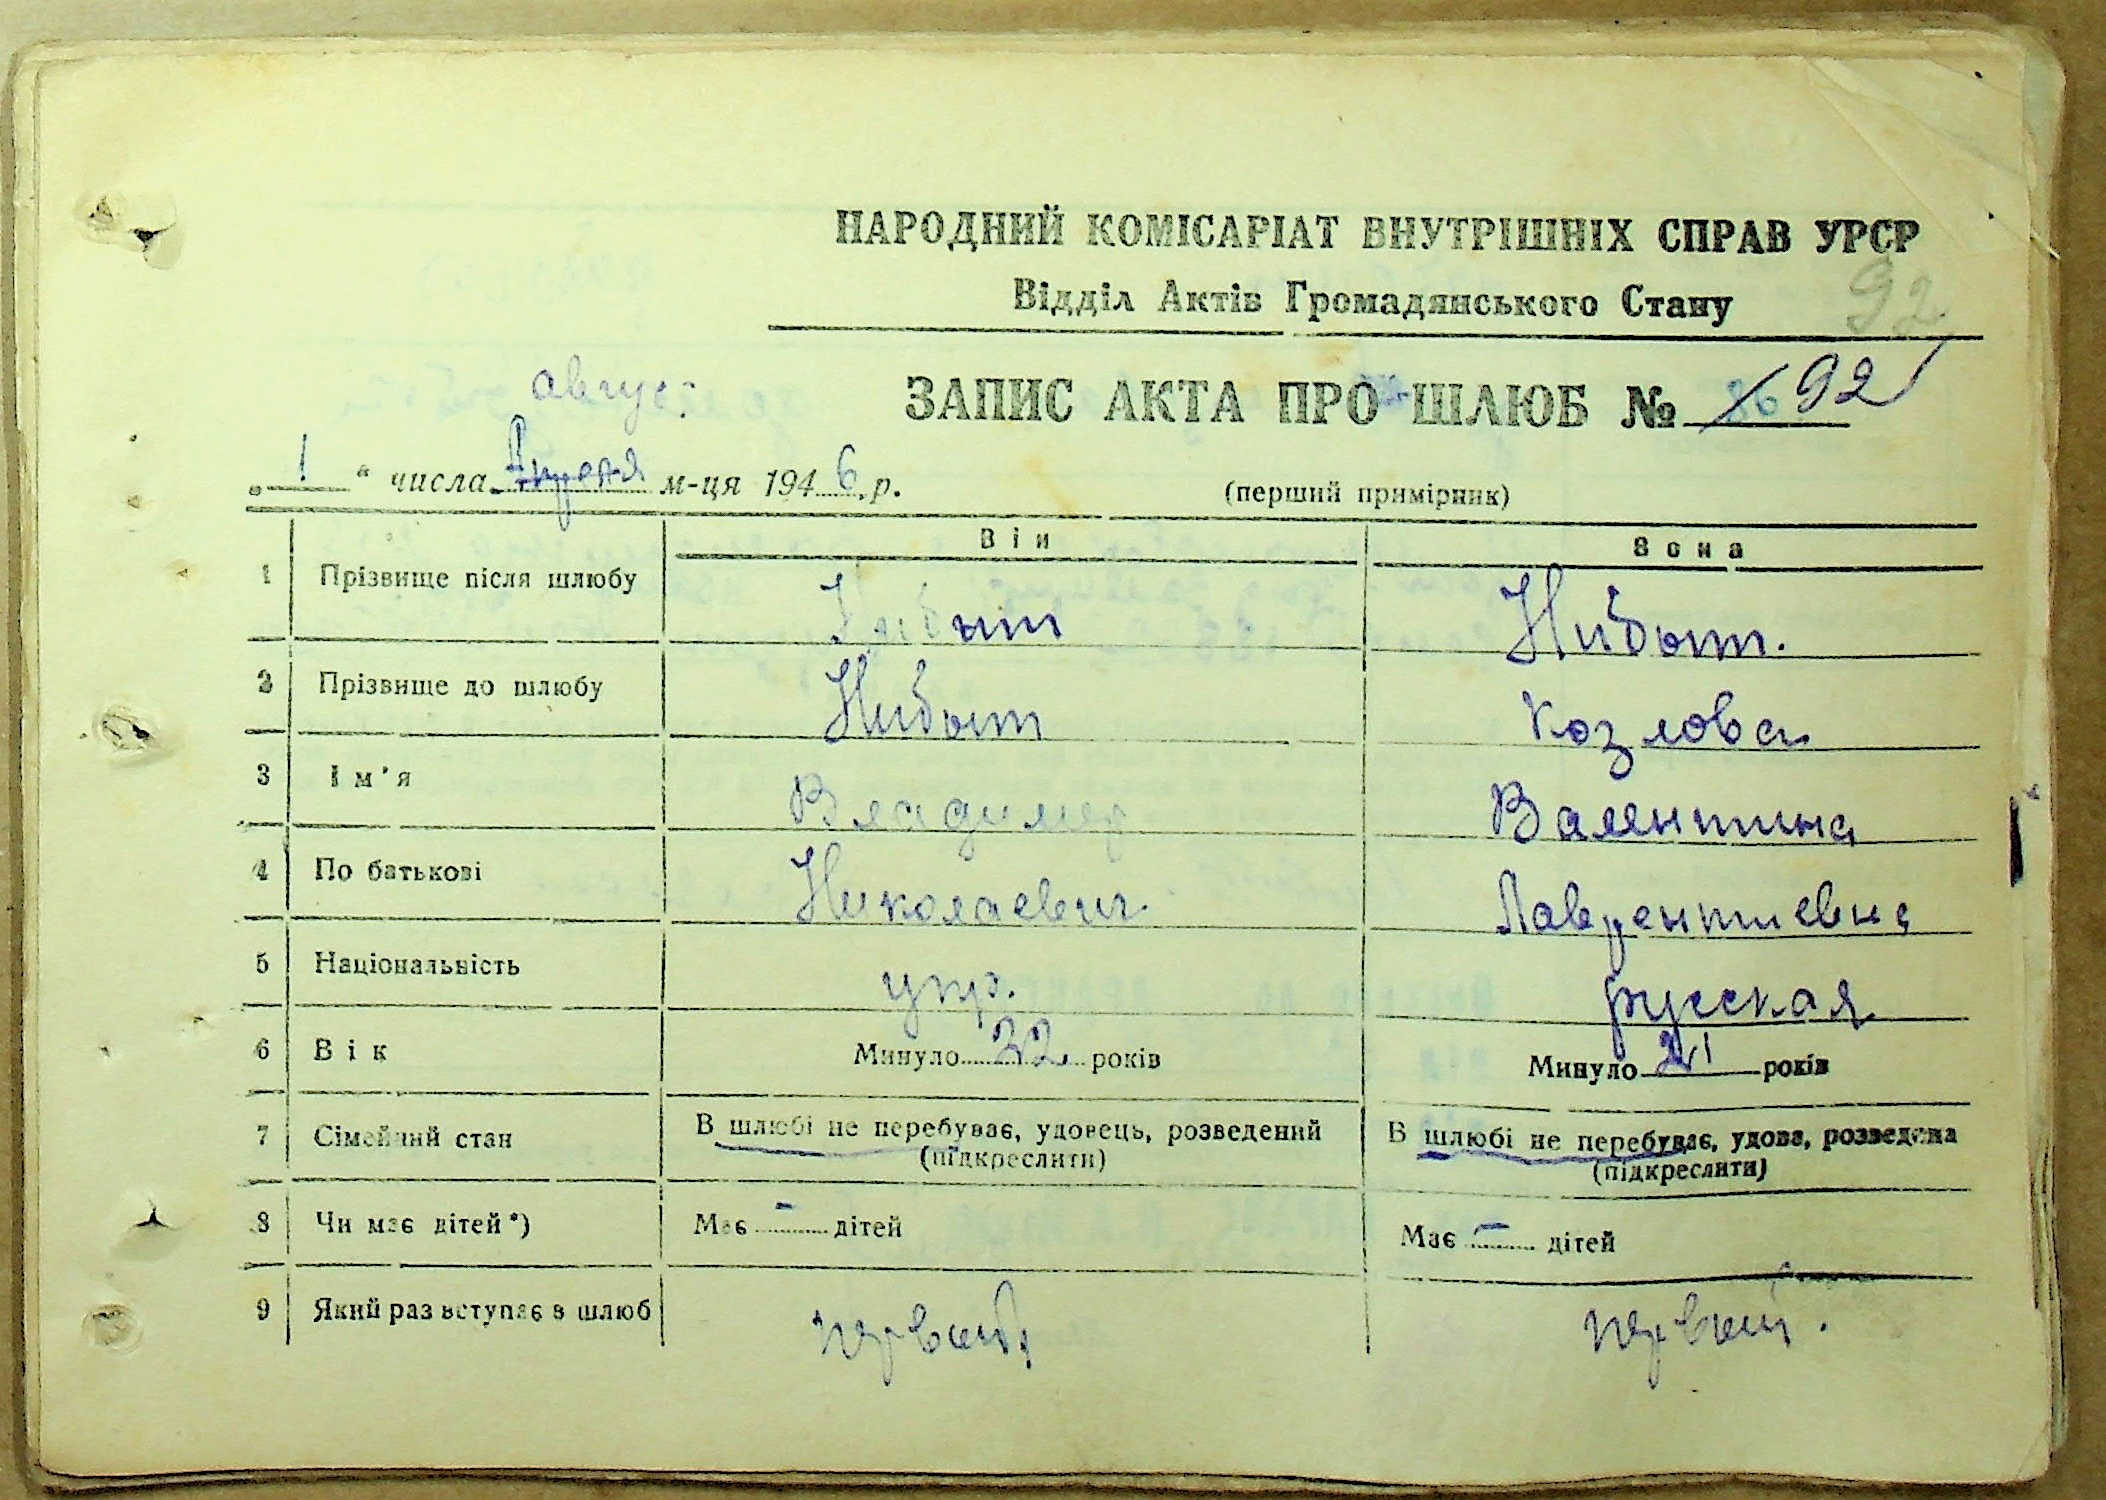 НАРОДНИЙ КОМІСАРІАТ ВНУТРІШНІХ СПРАВ УРСР
Відділ Актів Громадянського Стану
92
ЗАПИС АКТА ПРО ШЛЮБ № 92
август
„ 1 “ числа Апреля м-ця 1946 р.
(перший примірник)
Він Вона
1 Прізвище після шлюбу Нибыт Нибыт.
2 Прізвище до шлюбу Нибыт Козлова
3 Ім'я Владимир Валентина
4 По батькові Николаевич. Лаврентиевна
5 Національність укр. русская
6 Вік Минуло 22 років Минуло 21 років
7 Сімейний стан В шлюбі не перебуває, удовець, розведений В шлюбі не перебуває, удова, розведена
(підкреслити) (підкреслити)
8 Чи має дітей*) Має – дітей Має – дітей
9 Який раз вступає в шлюб первый первый.